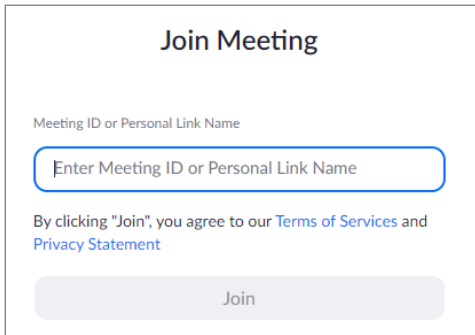 Join Meeting
Meeting ID or Personal Link Name
Enter Meeting ID or Personal Link Name
By clicking "Join", you agree to our Terms of Services and
Privacy Statement
Join